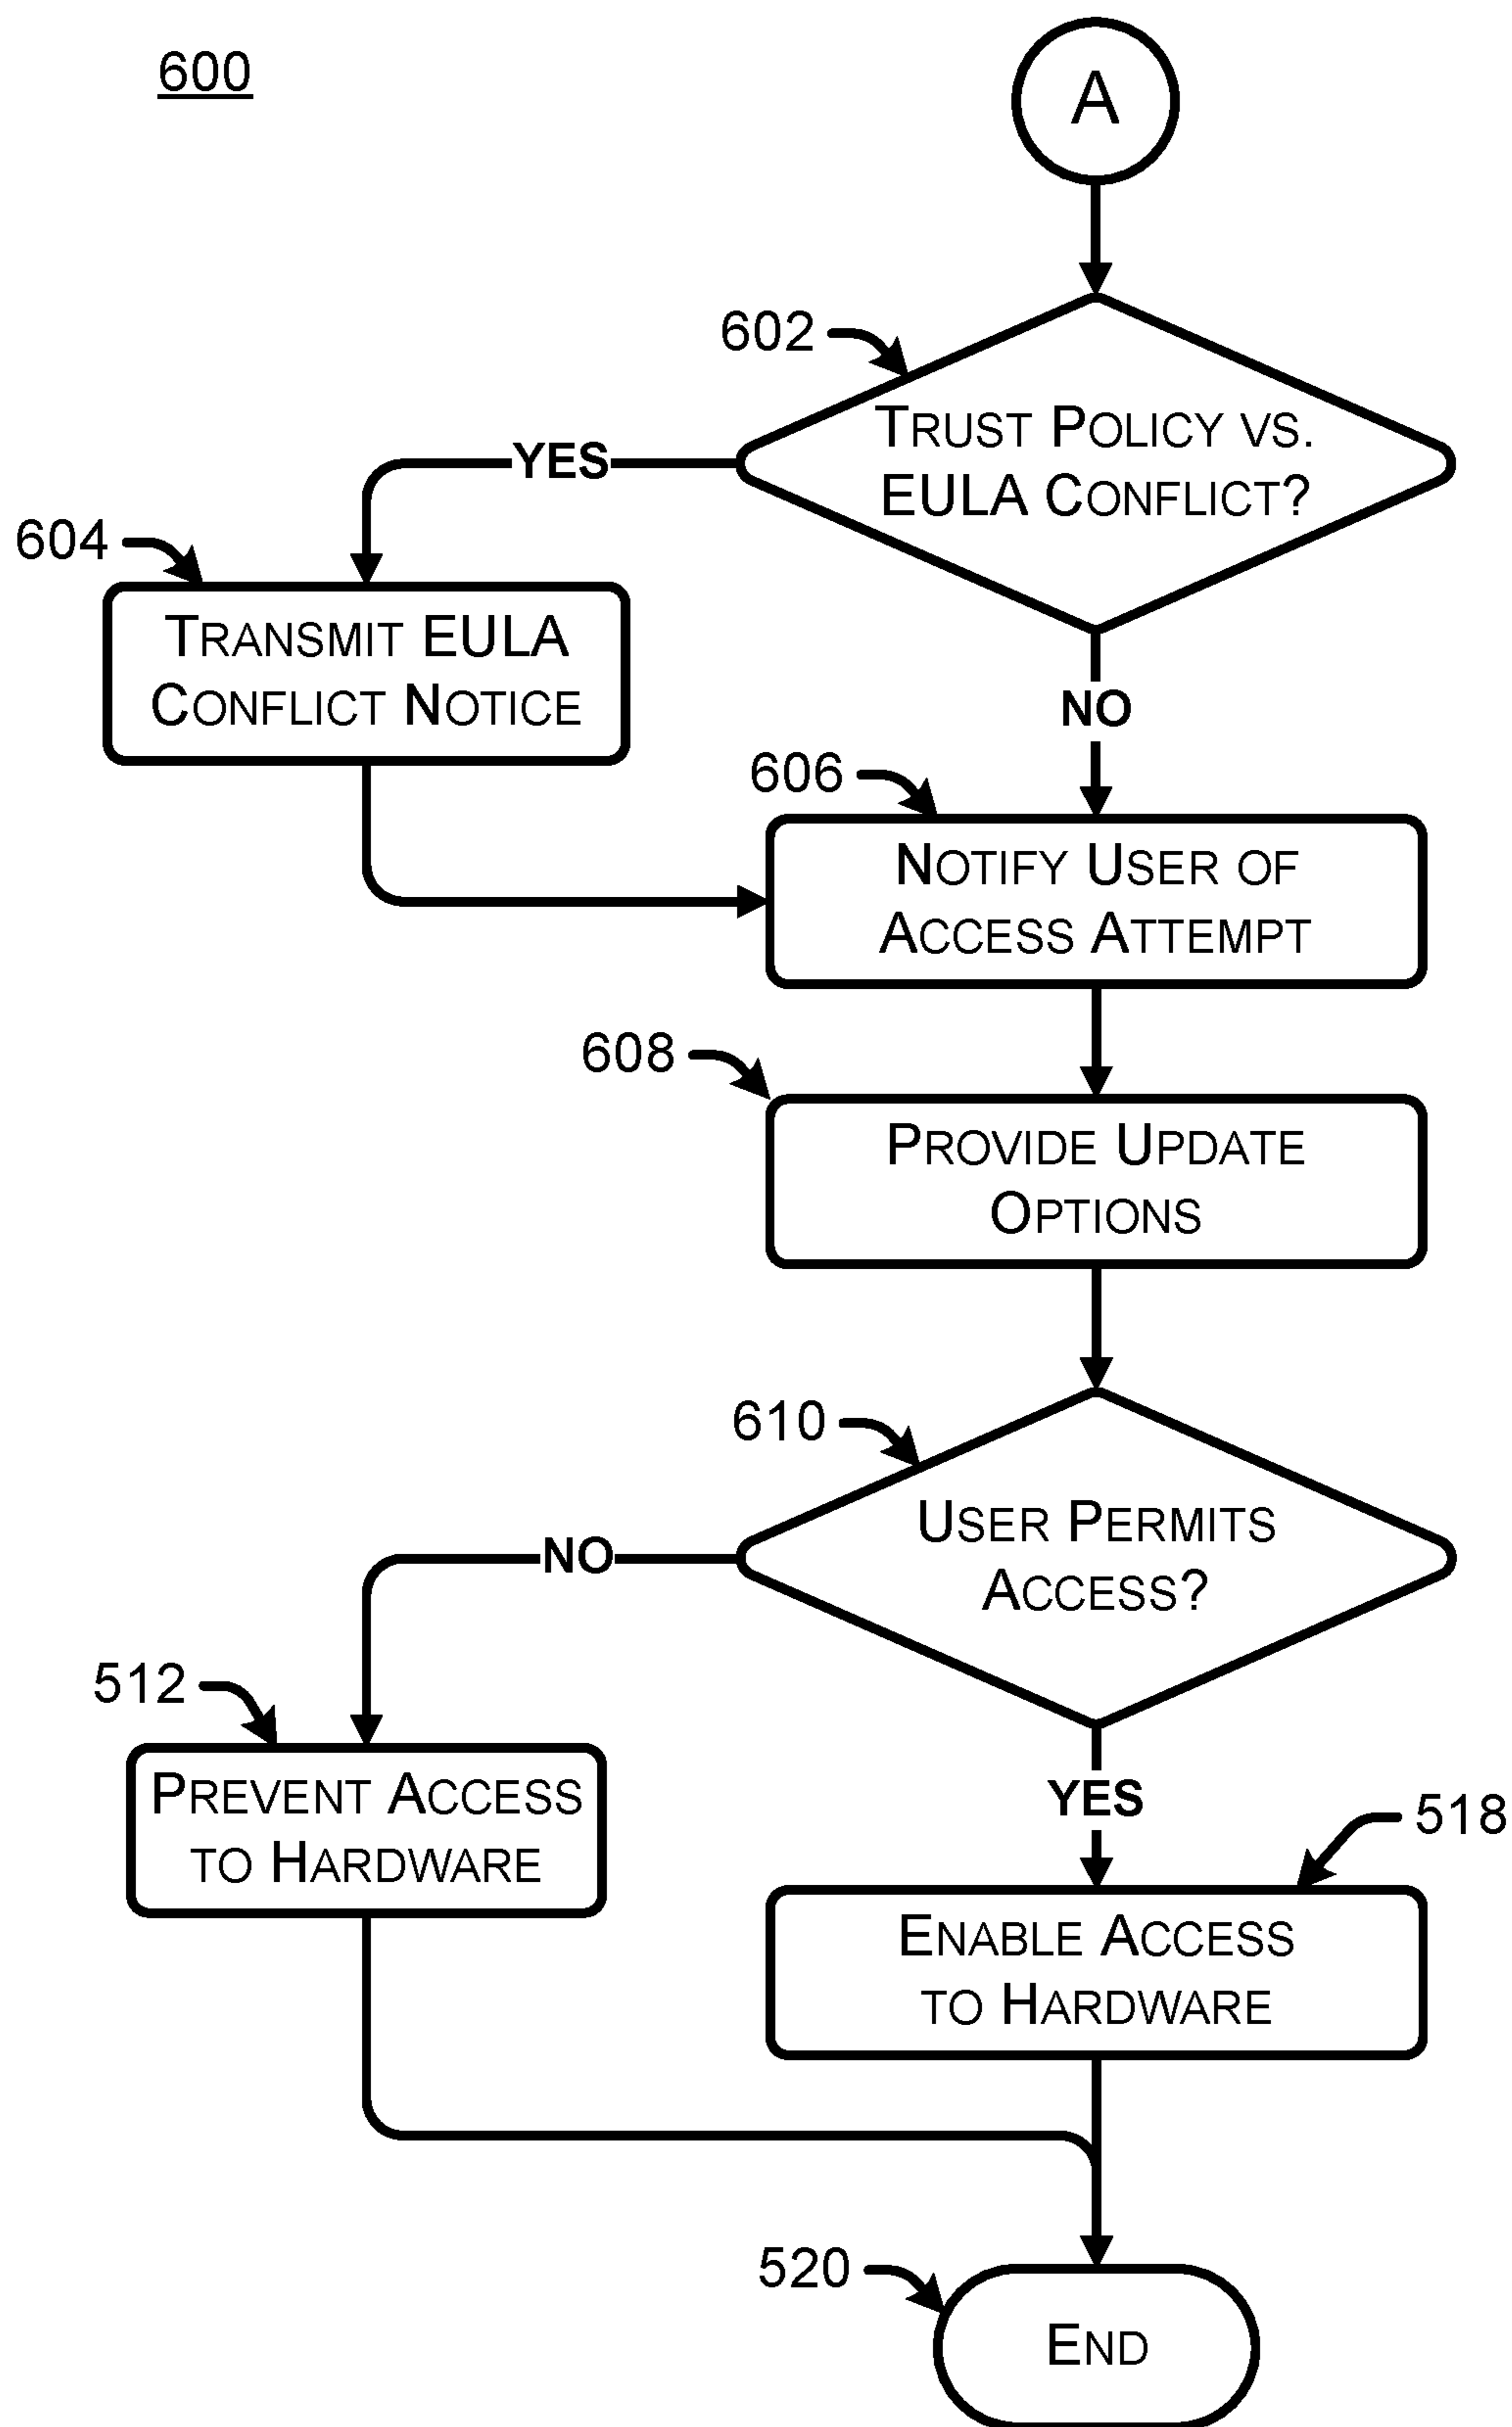 600
A
602
TRUST POLICY VS.
EULA CONFLICT?
YES
604
TRANSMIT EULA
CONFLICT NOTICE
NO
606
NOTIFY USER OF
ACCESS ATTEMPT
608
PROVIDE UPDATE
OPTIONS
610
USER PERMITS
ACCESS?
NO
512
PREVENT ACCESS
TO HARDWARE
YES
518
ENABLE ACCESS
TO HARDWARE
520
END